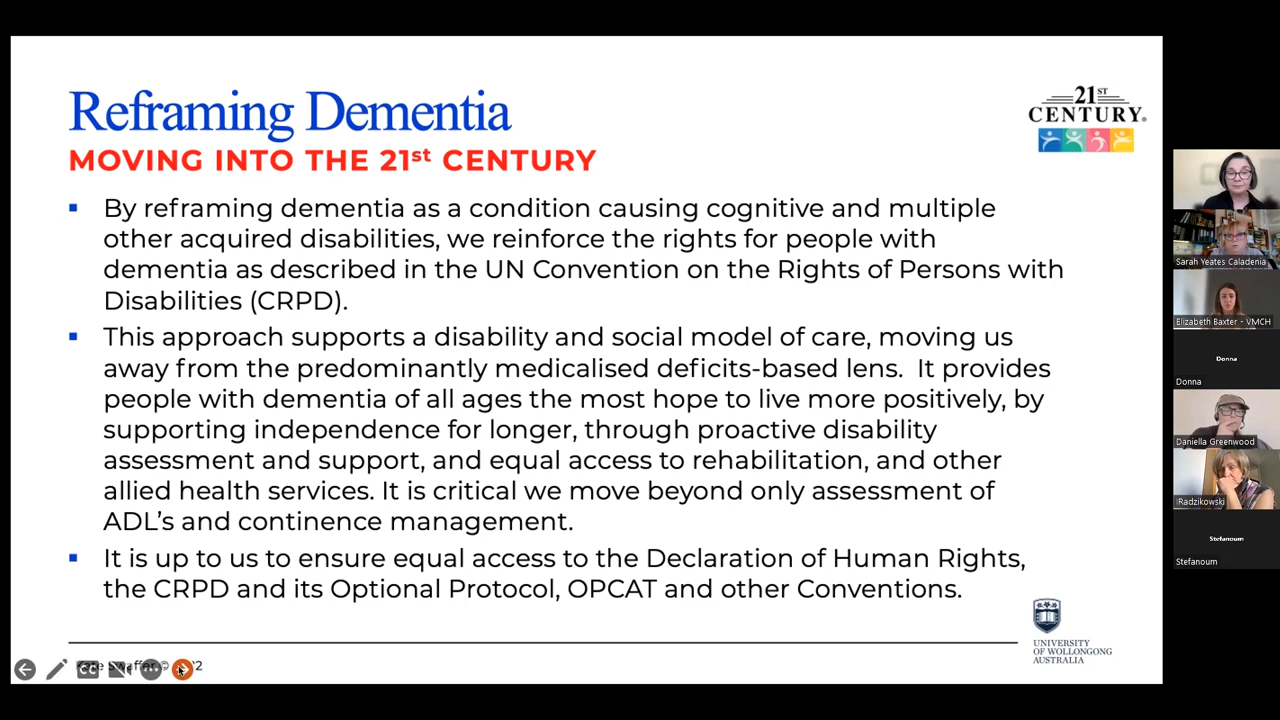 Reframing Dementia
MOVING INTO THE 21st CENTURY
21ST
CENTURY®
By reframing dementia as a condition causing cognitive and multiple
other acquired disabilities, we reinforce the rights for people with
dementia as described in the UN Convention on the Rights of Persons with
Disabilities (CRPD).
This approach supports a disability and social model of care, moving us
away from the predominantly medicalised deficits-based lens. It provides
people with dementia of all ages the most hope to live more positively, by
supporting independence for longer, through proactive disability
assessment and support, and equal access to rehabilitation, and other
allied health services. It is critical we move beyond only assessment of
ADL’s and continence management.
It is up to us to ensure equal access to the Declaration of Human Rights,
the CRPD and its Optional Protocol, OPCAT and other Conventions.
UNIVERSITY
OF WOLLONGONG
AUSTRALIA
CC
Sarah Yeates Caladenia
Elizabeth Baxter - VMCH
Donna
Donna
Daniella Greenwood
lRadzikowski
Stefanoum
Stefanoum